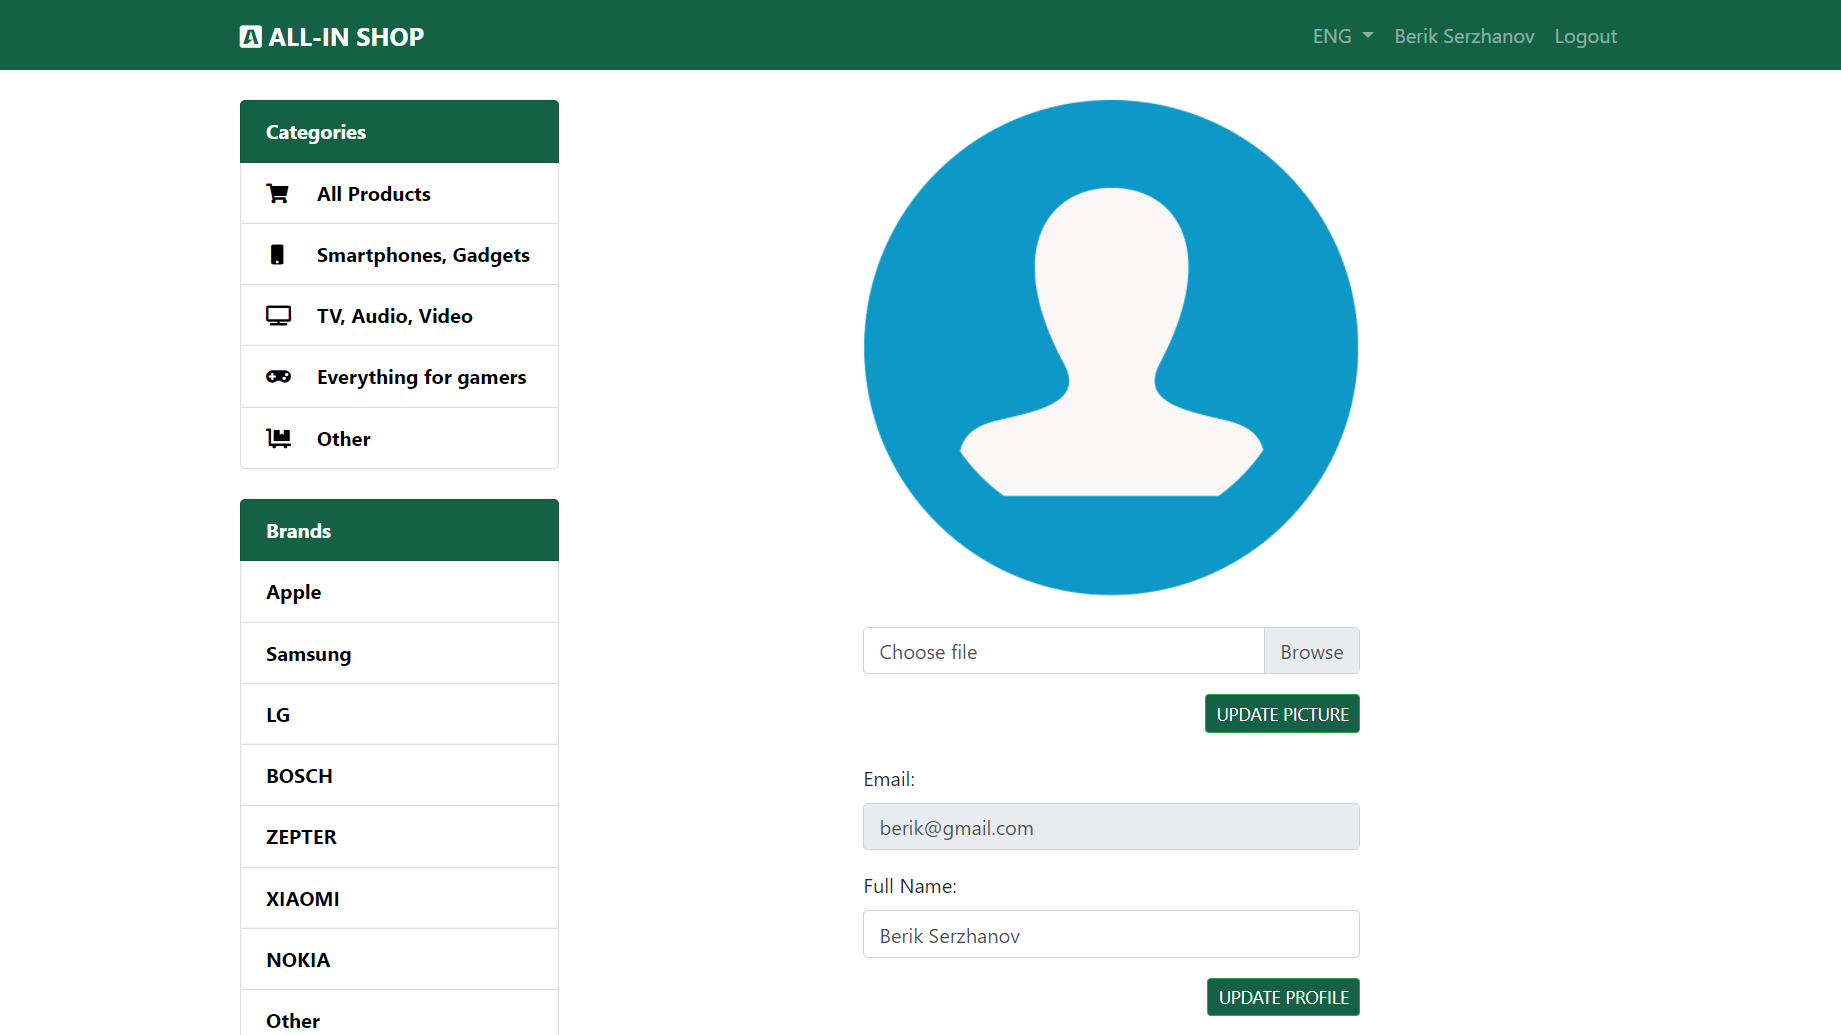 ALL-IN SHOP
ENG
Berik Serzhanov
Logout
Categories
All Products
Smartphones, Gadgets
TV, Audio, Video
Everything for gamers
Other
Brands
Apple
Samsung
LG
BOSCH
ZEPTER
XIAOMI
NOKIA
Other
Choose file
Browse
UPDATE PICTURE
Email:
berik@gmail.com
Full Name:
Berik Serzhanov
UPDATE PROFILE